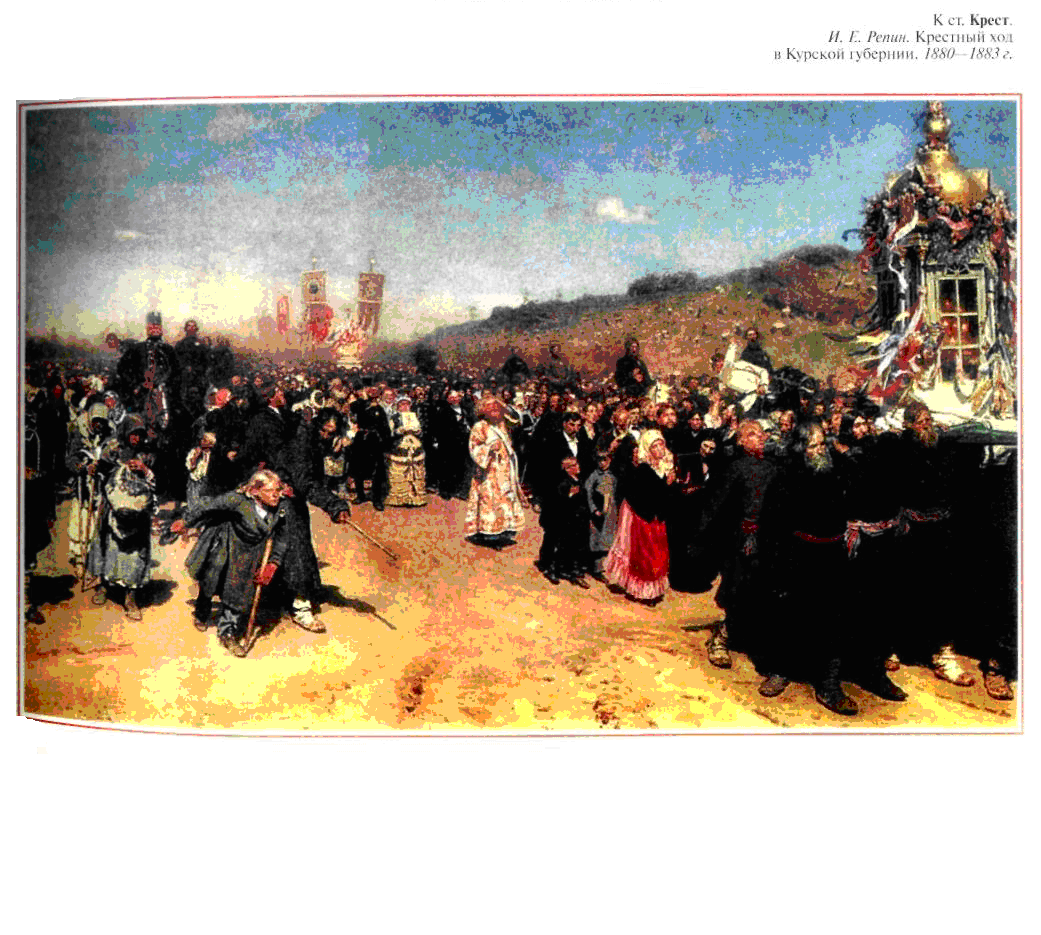 К ст. Крест.
И. Е. Репин. Крестный ход
в Курской губернии. 1880—1883 г.